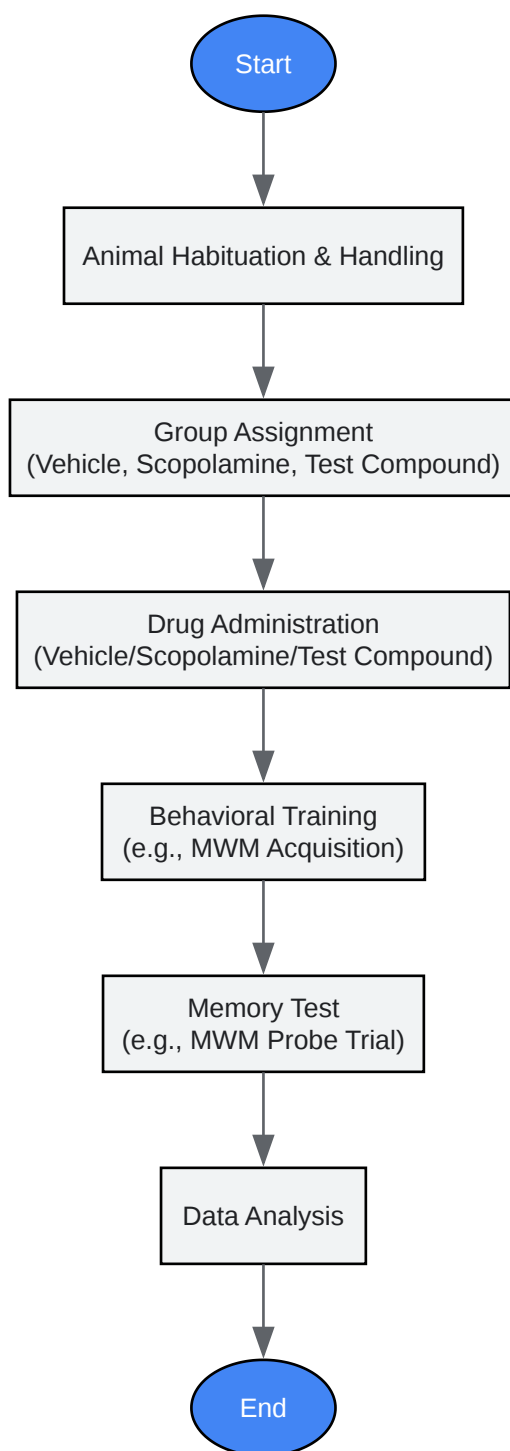 Start
Animal Habituation & Handling
Group Assignment
(Vehicle, Scopolamine, Test Compound)
Drug Administration
(Vehicle/Scopolamine/Test Compound)
Behavioral Training
(e.g., MWM Acquisition)
Memory Test
(e.g., MWM Probe Trial)
Data Analysis
End